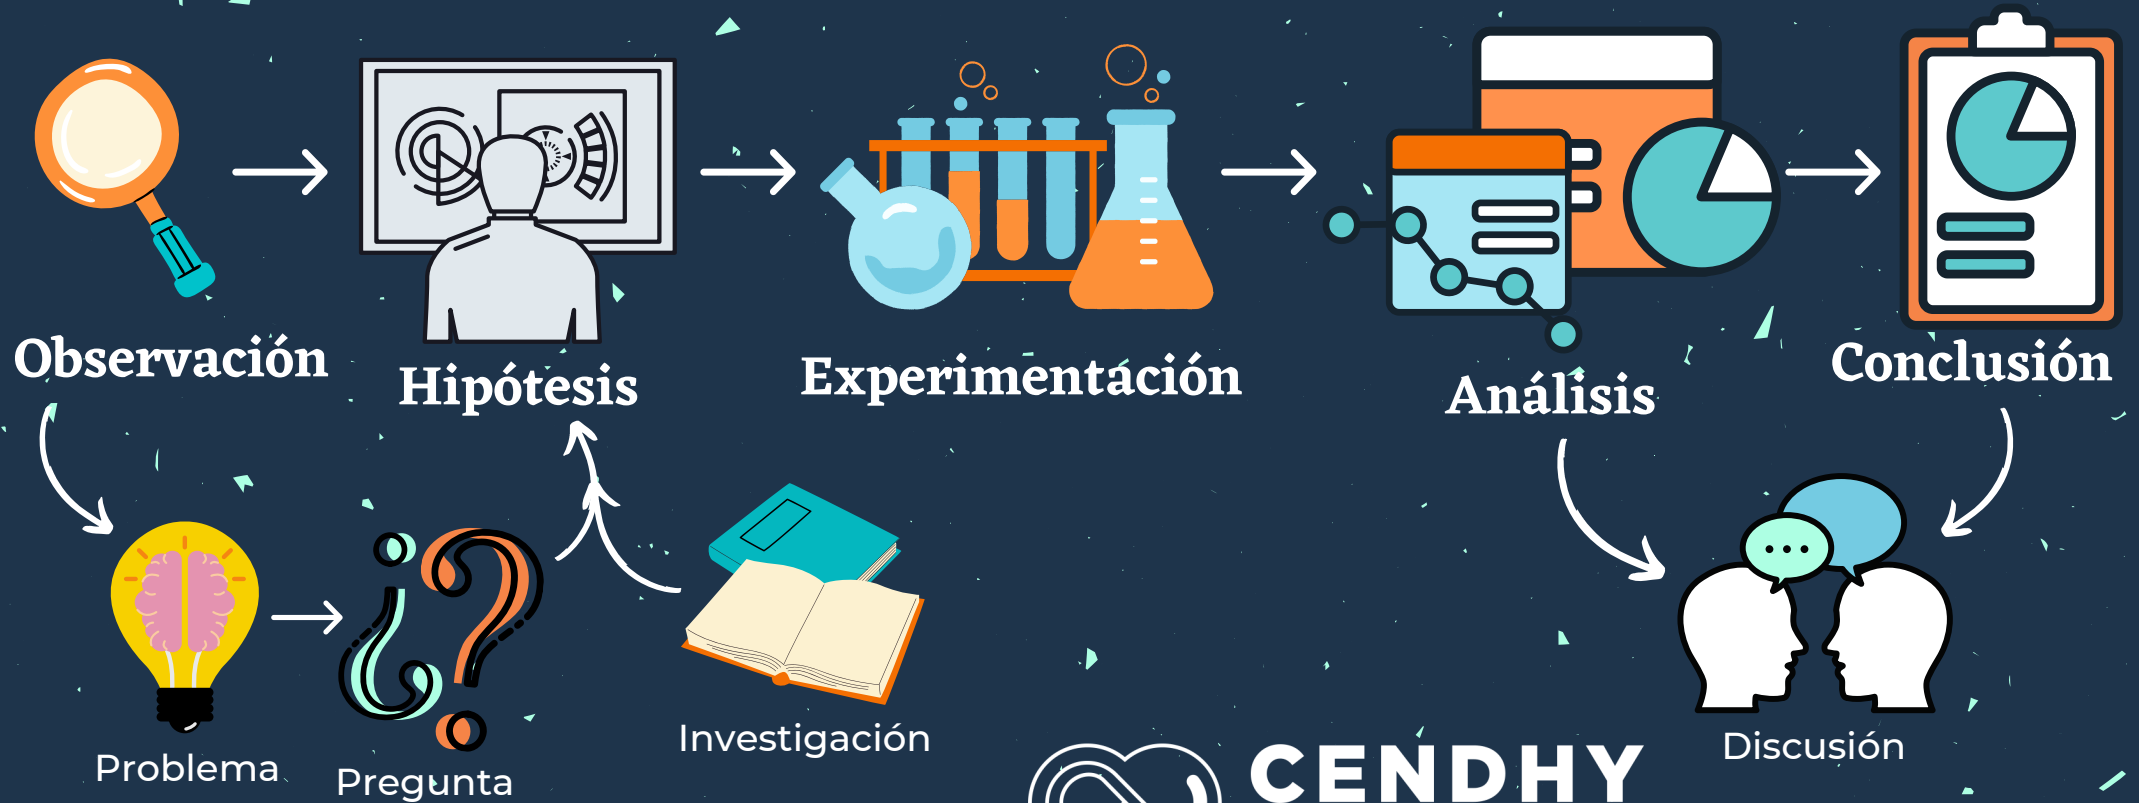 Observación
Hipótesis
Experimentación
Análisis
Conclusión
Problema
Pregunta
Investigación
Discusión
CENDHY